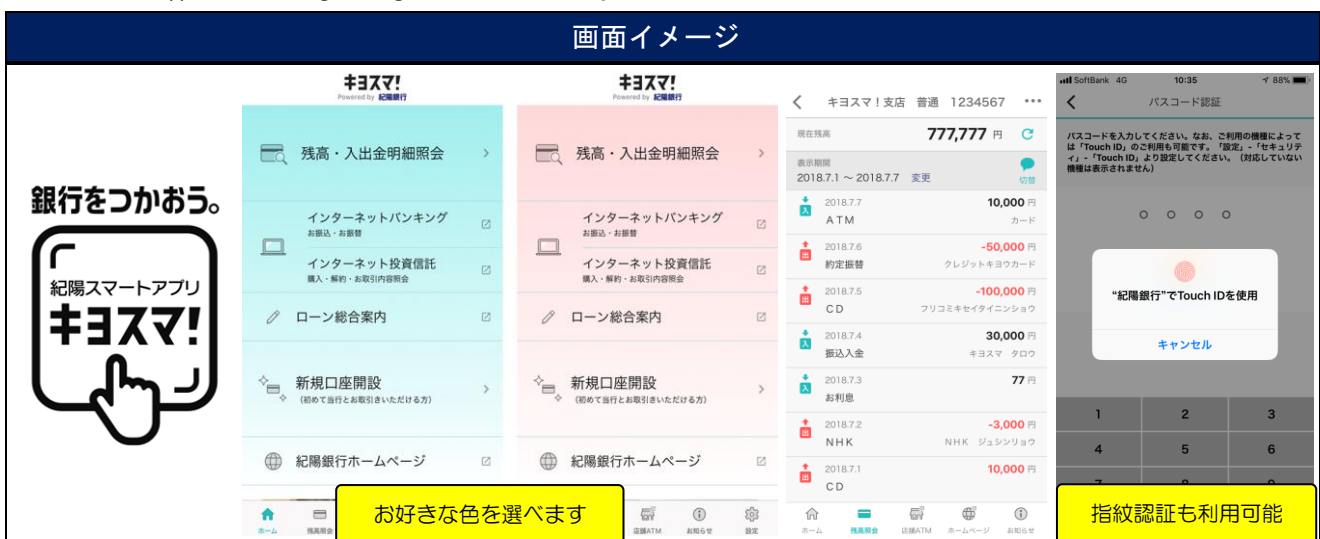 画面イメージ
銀行をつかおう。
紀陽スマートアプリ
キヨスマ!
キヨスマ!
Powered by 紀陽銀行
残高・入出金明細照会
インターネットバンキング
お振込・お振替
インターネット投資信託
購入・解約・お取引内容照会
ローン総合案内
新規口座開設
(初めて当行とお取引きいただける方)
紀陽銀行ホームページ
ホーム
残高照会
キヨスマ!
Powered by 紀陽銀行
残高・入出金明細照会
インターネットバンキング
お振込・お振替
インターネット投資信託
購入・解約・お取引内容照会
ローン総合案内
新規口座開設
(初めて当行とお取引きいただける方)
紀陽銀行ホームページ
店舗ATM お知らせ 設定
お好きな色を選べます
キヨスマ!支店 普通 1234567 •••
現在残高 777,777 円
表示期間
2018.7.1 ~ 2018.7.7 変更 切替
入 2018.7.7 10,000 円
ATM カード
出 2018.7.6 -50,000 円
約定振替 クレジットキヨウカード
出 2018.7.5 -100,000 円
CD フリコミキセイタイニンショウ
入 2018.7.4 30,000 円
振込入金 キヨスマ タロウ
入 2018.7.3 77 円
お利息
出 2018.7.2 -3,000 円
NHK NHK ジュシンリョウ
出 2018.7.1 10,000 円
CD
ホーム 残高照会 店舗ATM ホームページ お知らせ
SoftBank 4G 10:35 88%
パスコード認証
パスコードを入力してください。なお、ご利用の機種によって
は「Touch ID」のご利用も可能です。「設定」-「セキュリテ
ィ」-「Touch ID」より設定してください。(対応していない
機種は表示されません)
“紀陽銀行”でTouch IDを使用
キャンセル
1 2 3
4 5 6
指紋認証も利用可能